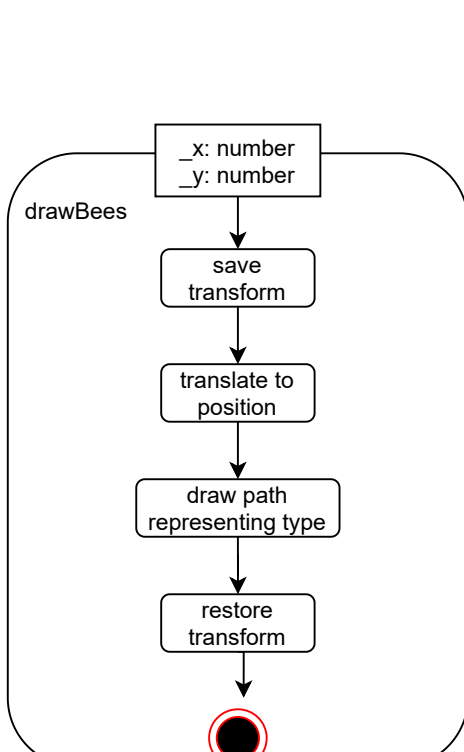 _x: number
_y: number
drawBees
save
transform
translate to
position
draw path
representing type
restore
transform